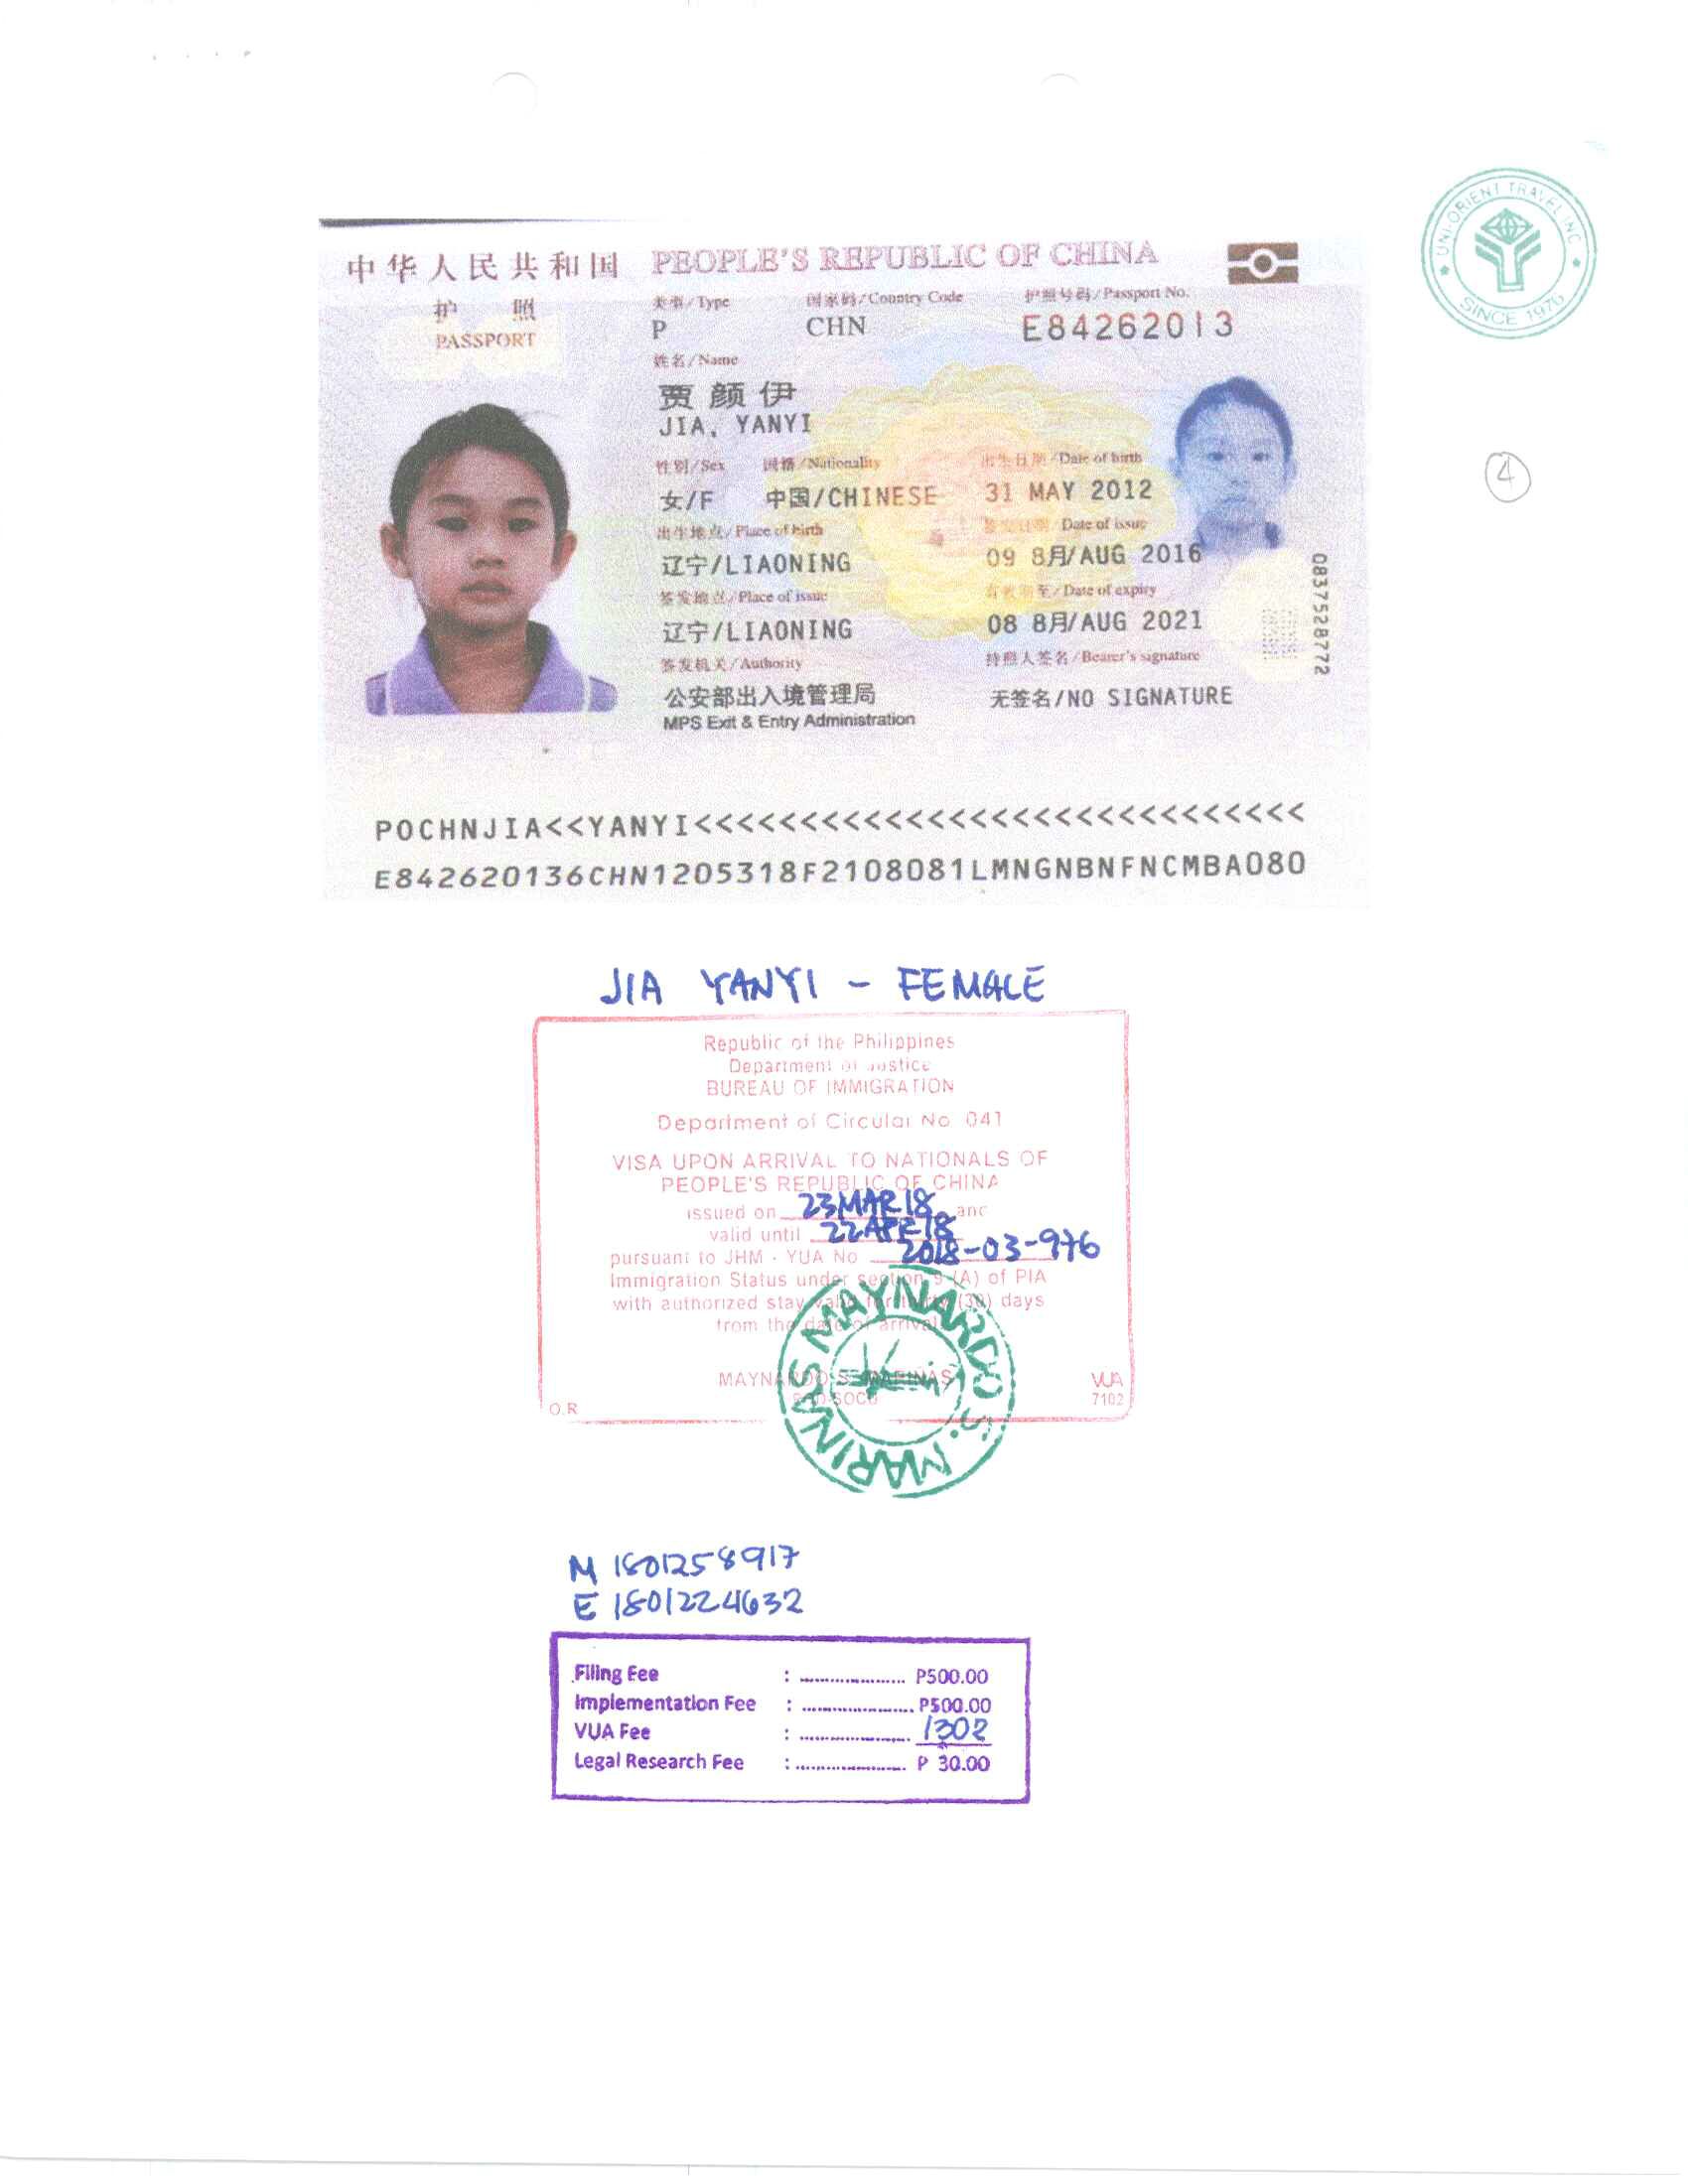 UNI-ORIENT TRAVEL INC
SINCE 1976
中华人民共和国 PEOPLE'S REPUBLIC OF CHINA
护 照
PASSPORT
类型/Type
P
国家码/Country Code
CHN
护照号码/Passport No.
E84262013
姓名/Name
贾颜伊
JIA, YANYI
性别/Sex
女/F
国籍/Nationality
中国/CHINESE
出生日期/Date of birth
31 MAY 2012
出生地点/Place of birth
辽宁/LIAONING
签发日期/Date of issue
09 8月/AUG 2016
签发地点/Place of issue
辽宁/LIAONING
有效期至/Date of expiry
08 8月/AUG 2021
签发机关/Authority
公安部出入境管理局
MPS Exit & Entry Administration
持照人签名/Bearer's signature
无签名/NO SIGNATURE
0837528772
4
POCHNJIA<<YANYI<<<<<<<<<<<<<<<<<<<<<<<<<<<<<
E842620136CHN1205318F2108081LMNGNBNFNCMBA080
JIA YANYI - FEMALE
Republic of the Philippines
Department of Justice
BUREAU OF IMMIGRATION
Department of Circular No. 041
VISA UPON ARRIVAL TO NATIONALS OF
PEOPLE'S REPUBLIC OF CHINA
issued on 23MAR18 and
valid until 22APR18
pursuant to JHM - VUA No 2018-03-976
Immigration Status under section 9 (A) of PIA
with authorized stay valid for thirty (30) days
from the date of arrival
MAYNARDO S. MARINAS
O.R
VUA
7102
MAYNARDO S. MARINAS
M 1801258917
E 1801224632
Filing Fee : .................... P500.00
Implementation Fee : .................... P500.00
VUA Fee : .................... 1302
Legal Research Fee : .................... P 30.00